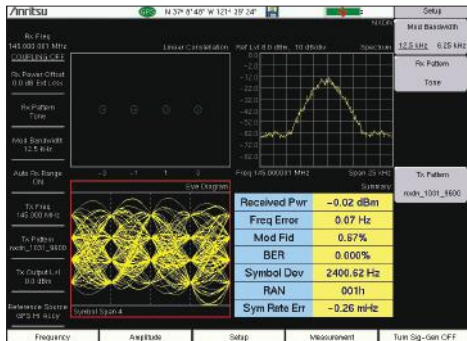 Anritsu
GPS N 37° 8' 48" W 121° 39' 24" Setup
NXDN
Rx Freq
145.000 001 MHz
COUPLING OFF
Rx Power Offset
0.0 dB Ext Loss
Rx Pattern
Tone
Mod Bandwidth
12.5 kHz
Auto Rx Range
ON
Tx Freq
145.000 MHz
Tx Pattern
nxdn_1031_9600
Tx Output Lvl
0.0 dBm
Reference Source
GPS Hi Accy
Linear Constellation
-3 -1 1 3
Ref Lvl 8.0 dBm, 10 dB/div Spectrum
Freq 145.000001 MHz Span 25 kHz
Eye Diagram
Symbol Span 4
Summary
Received Pwr -0.02 dBm
Freq Error 0.07 Hz
Mod Fid 0.67%
BER 0.000%
Symbol Dev 2400.62 Hz
RAN 001h
Sym Rate Err -0.26 mHz
Mod Bandwidth
12.5 kHz 6.25 kHz
Rx Pattern
Tone
Tx Pattern
nxdn_1031_9600
Frequency Amplitude Setup Measurement Turn Sig-Gen OFF